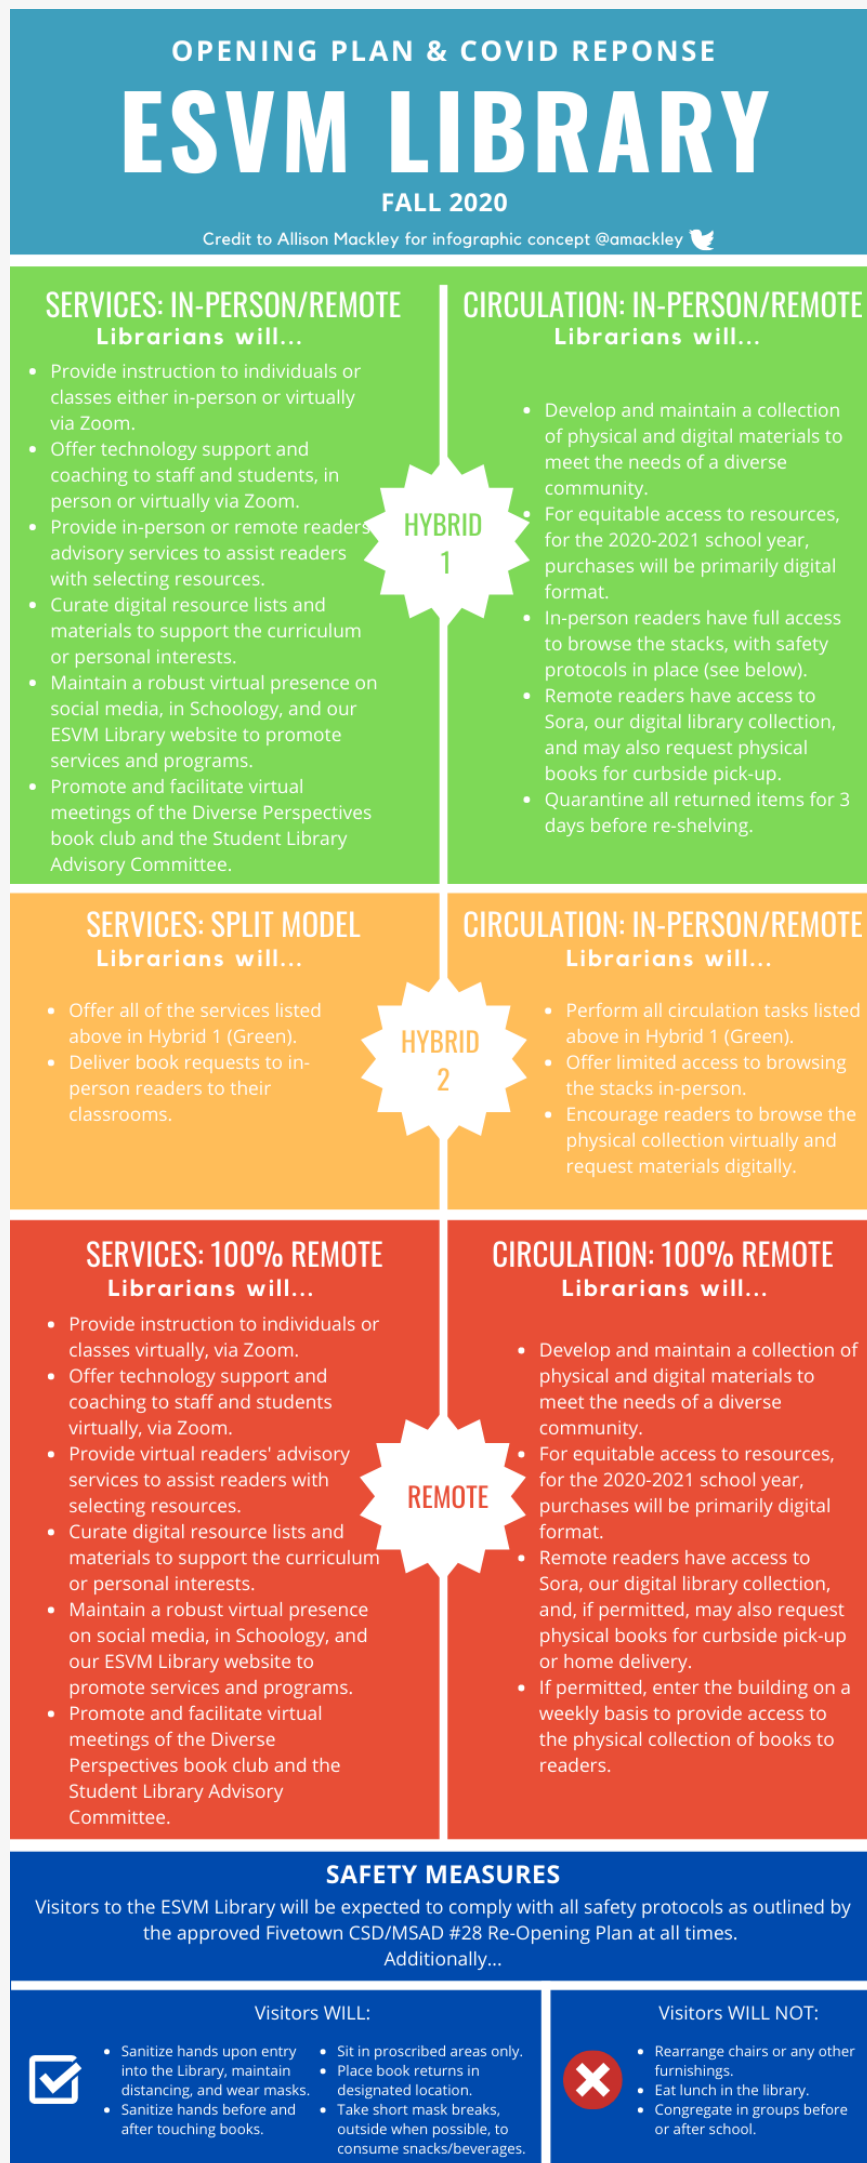 OPENING PLAN & COVID REPONSE
ESVM LIBRARY
FALL 2020
Credit to Allison Mackley for infographic concept @amackley
SERVICES: IN-PERSON/REMOTE
Librarians will...
• Provide instruction to individuals or
classes either in-person or virtually
via Zoom.
• Offer technology support and
coaching to staff and students, in
person or virtually via Zoom.
• Provide in-person or remote readers
advisory services to assist readers
with selecting resources.
• Curate digital resource lists and
materials to support the curriculum
or personal interests.
• Maintain a robust virtual presence on
social media, in Schoology, and our
ESVM Library website to promote
services and programs.
• Promote and facilitate virtual
meetings of the Diverse Perspectives
book club and the Student Library
Advisory Committee.
HYBRID
1
CIRCULATION: IN-PERSON/REMOTE
Librarians will...
• Develop and maintain a collection
of physical and digital materials to
meet the needs of a diverse
community.
• For equitable access to resources,
for the 2020-2021 school year,
purchases will be primarily digital
format.
• In-person readers have full access
to browse the stacks, with safety
protocols in place (see below).
• Remote readers have access to
Sora, our digital library collection,
and may also request physical
books for curbside pick-up.
• Quarantine all returned items for 3
days before re-shelving.
SERVICES: SPLIT MODEL
Librarians will...
• Offer all of the services listed
above in Hybrid 1 (Green).
• Deliver book requests to in-
person readers to their
classrooms.
HYBRID
2
CIRCULATION: IN-PERSON/REMOTE
Librarians will...
• Perform all circulation tasks listed
above in Hybrid 1 (Green).
• Offer limited access to browsing
the stacks in-person.
• Encourage readers to browse the
physical collection virtually and
request materials digitally.
SERVICES: 100% REMOTE
Librarians will...
• Provide instruction to individuals or
classes virtually, via Zoom.
• Offer technology support and
coaching to staff and students
virtually, via Zoom.
• Provide virtual readers' advisory
services to assist readers with
selecting resources.
• Curate digital resource lists and
materials to support the curriculum
or personal interests.
• Maintain a robust virtual presence
on social media, in Schoology, and
our ESVM Library website to
promote services and programs.
• Promote and facilitate virtual
meetings of the Diverse
Perspectives book club and the
Student Library Advisory
Committee.
REMOTE
CIRCULATION: 100% REMOTE
Librarians will...
• Develop and maintain a collection of
physical and digital materials to
meet the needs of a diverse
community.
• For equitable access to resources,
for the 2020-2021 school year,
purchases will be primarily digital
format.
• Remote readers have access to
Sora, our digital library collection,
and, if permitted, may also request
physical books for curbside pick-up
or home delivery.
• If permitted, enter the building on a
weekly basis to provide access to
the physical collection of books to
readers.
SAFETY MEASURES
Visitors to the ESVM Library will be expected to comply with all safety protocols as outlined by
the approved Fivetown CSD/MSAD #28 Re-Opening Plan at all times.
Additionally...
Visitors WILL:
• Sanitize hands upon entry
into the Library, maintain
distancing, and wear masks.
• Sanitize hands before and
after touching books.
• Sit in proscribed areas only.
• Place book returns in
designated location.
• Take short mask breaks,
outside when possible, to
consume snacks/beverages.
Visitors WILL NOT:
• Rearrange chairs or any other
furnishings.
• Eat lunch in the library.
• Congregate in groups before
or after school.